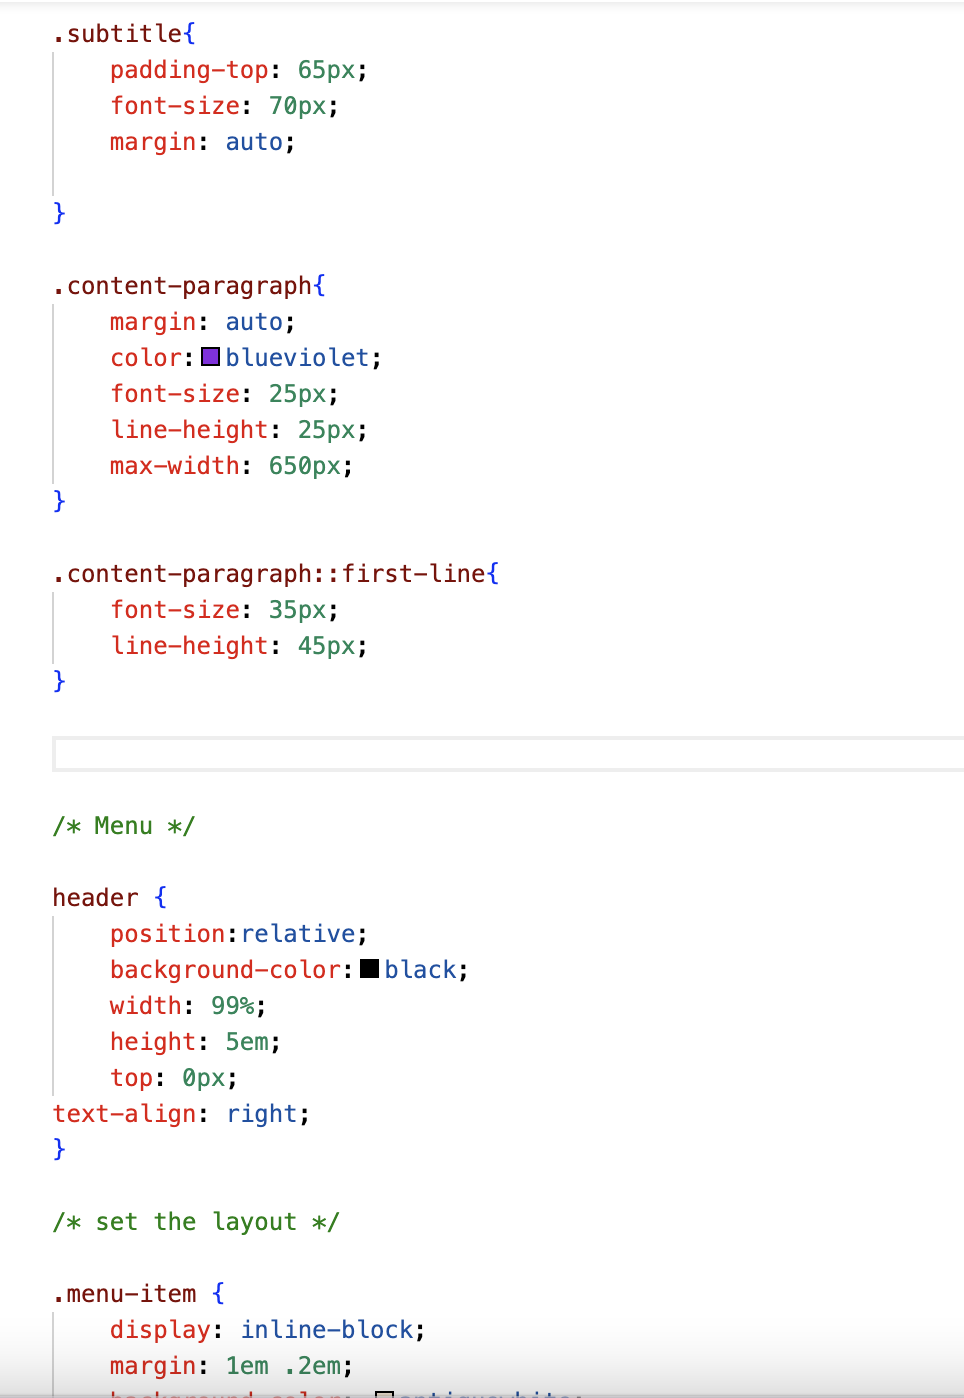 .subtitle{
    padding-top: 65px;
    font-size: 70px;
    margin: auto;
}
.content-paragraph{
    margin: auto;
    color: blueviolet;
    font-size: 25px;
    line-height: 25px;
    max-width: 650px;
}
.content-paragraph::first-line{
    font-size: 35px;
    line-height: 45px;
}
/* Menu */
header {
    position:relative;
    background-color: black;
    width: 99%;
    height: 5em;
    top: 0px;
text-align: right;
}
/* set the layout */
.menu-item {
    display: inline-block;
    margin: 1em .2em;
    background-color: antiquewhite;